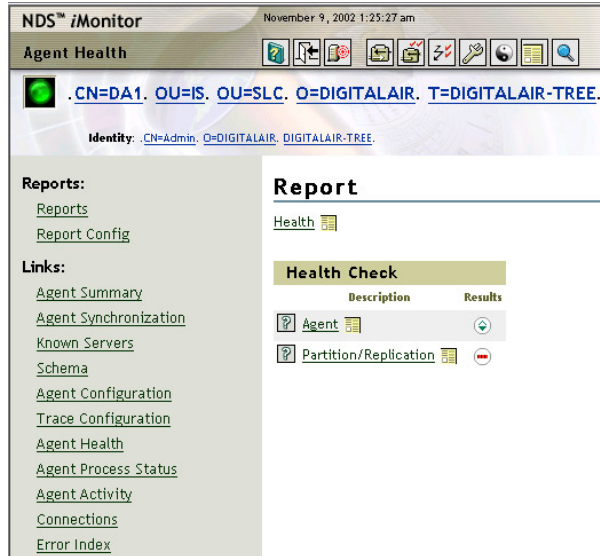 NDS™ iMonitor
November 9, 2002 1:25:27 am
Agent Health
.CN=DA1. OU=IS. OU=SLC. O=DIGITALAIR. T=DIGITALAIR-TREE.
Identity: .CN=Admin. O=DIGITALAIR. DIGITALAIR-TREE.
Reports:
Reports
Report Config
Links:
Agent Summary
Agent Synchronization
Known Servers
Schema
Agent Configuration
Trace Configuration
Agent Health
Agent Process Status
Agent Activity
Connections
Error Index
Report
Health
Health Check
Description Results
? Agent
? Partition/Replication